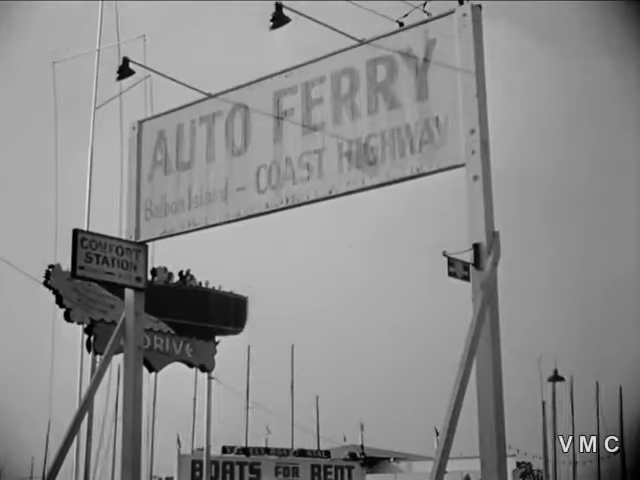 AUTO FERRY
Balboa Island - COAST HIGHWAY
COMFORT
STATION
DRIVE
BOATS FOR RENT
VMC